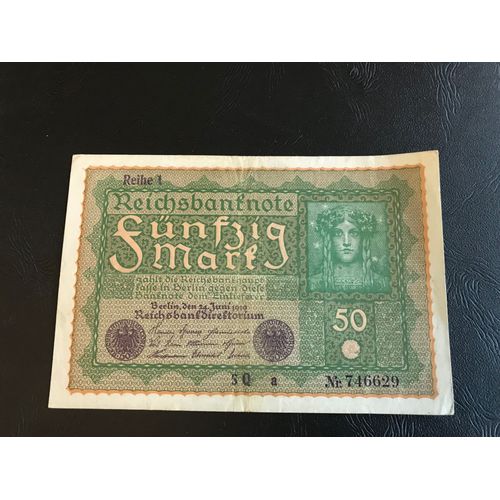 Reihe 1
Reichsbanknote
Fünfzig
Mark
zahlt die Reichsbankhaupt-
kasse in Berlin gegen diese
Banknote dem Einlieferer
Berlin, den 24. Juni 1919
Reichsbankdirektorium
50
5 Q a
Nr. 746629